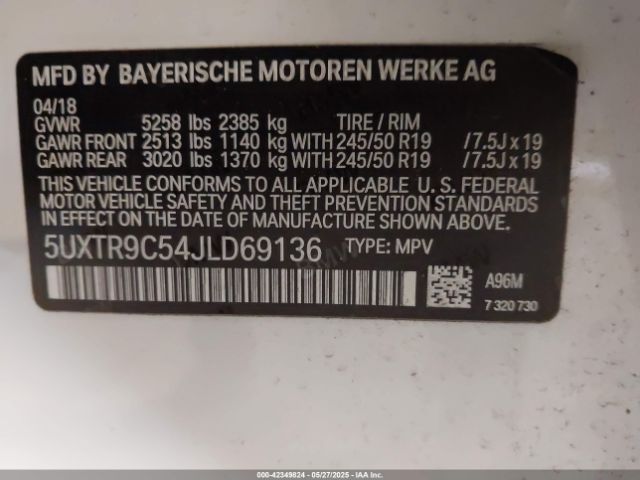 MFD BY BAYERISCHE MOTOREN WERKE AG
04/18
GVWR 5258 lbs 2385 kg TIRE / RIM
GAWR FRONT 2513 lbs 1140 kg WITH 245/50 R19 /7.5J x 19
GAWR REAR 3020 lbs 1370 kg WITH 245/50 R19 /7.5J x 19
THIS VEHICLE CONFORMS TO ALL APPLICABLE U. S. FEDERAL
MOTOR VEHICLE SAFETY AND THEFT PREVENTION STANDARDS
IN EFFECT ON THE DATE OF MANUFACTURE SHOWN ABOVE.
5UXTR9C54JLD69136 TYPE: MPV
A96M
7 320 730
000-42349824 - 05/27/2025 - IAAI.COM